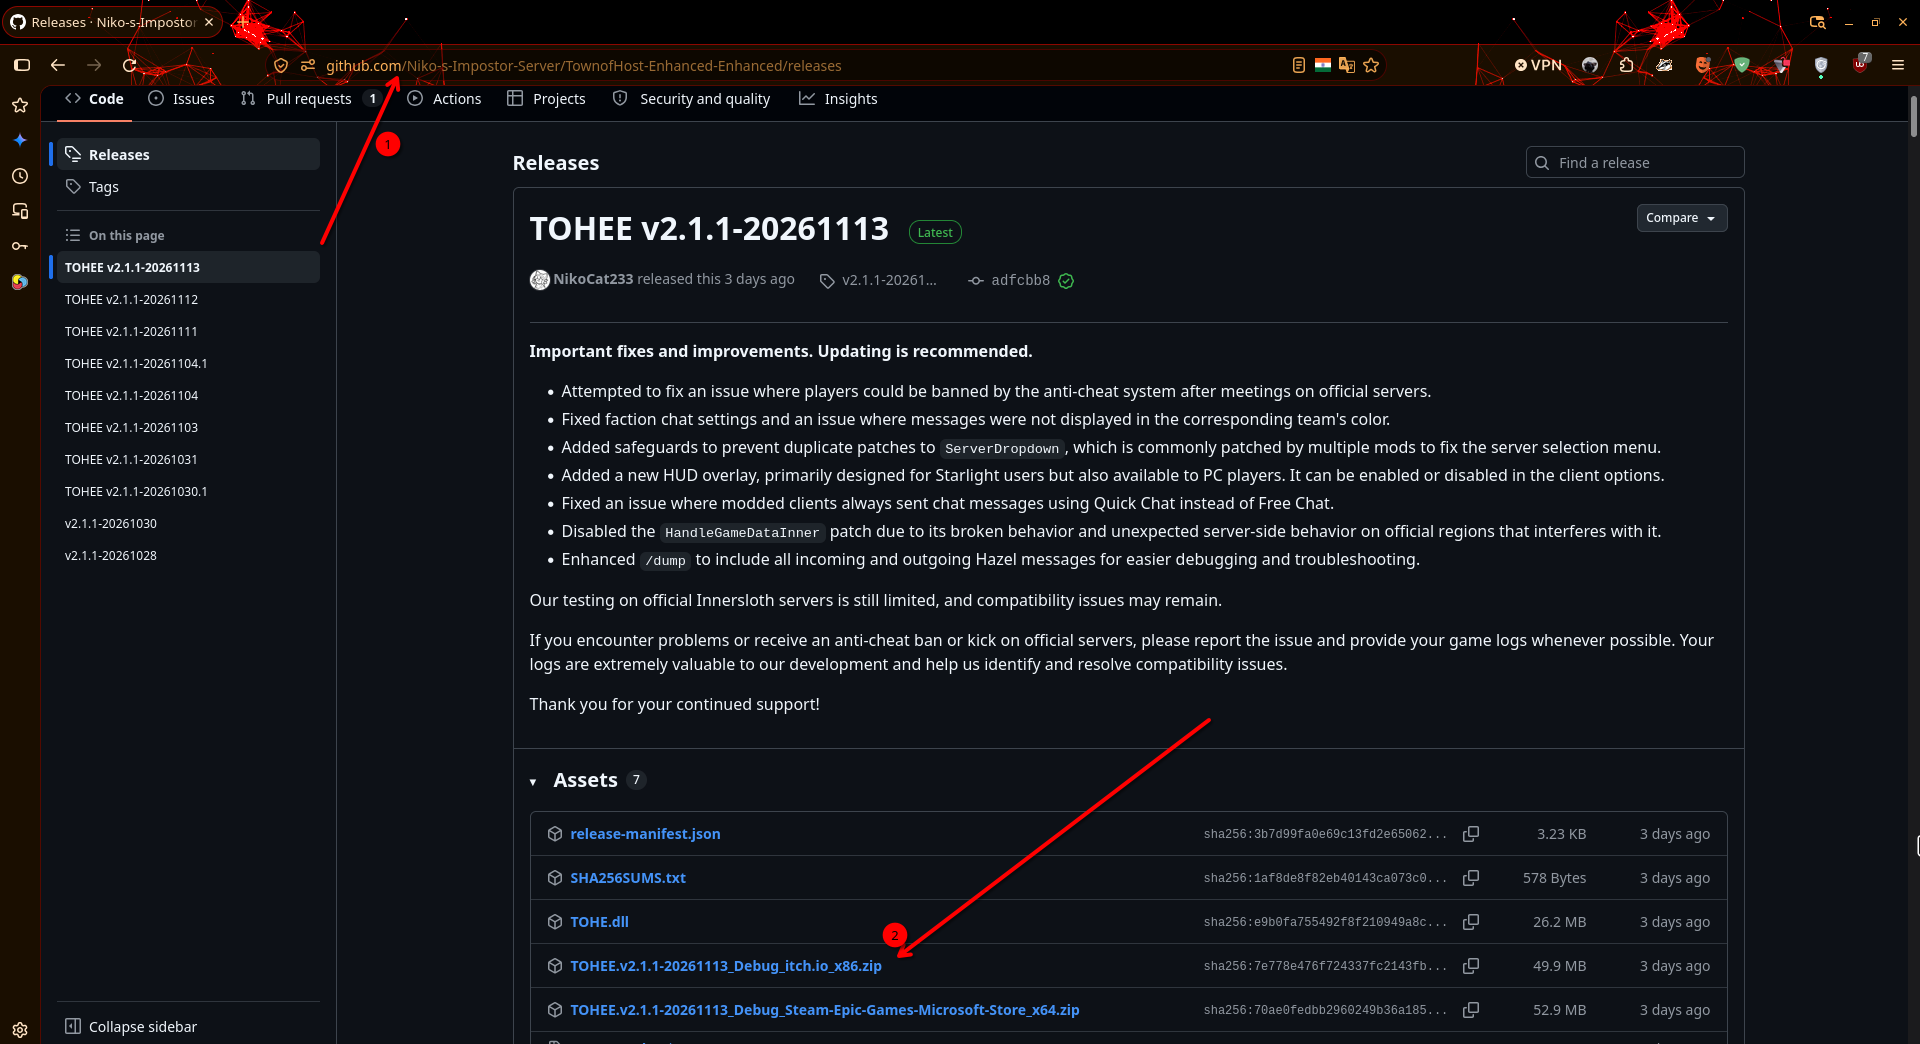 Releases · Niko-s-Impostor
github.com/Niko-s-Impostor-Server/TownofHost-Enhanced-Enhanced/releases
VPN
7
Code
Issues
Pull requests 1
Actions
Projects
Security and quality
Insights
1
Releases
Tags
On this page
TOHEE v2.1.1-20261113
TOHEE v2.1.1-20261112
TOHEE v2.1.1-20261111
TOHEE v2.1.1-20261104.1
TOHEE v2.1.1-20261104
TOHEE v2.1.1-20261103
TOHEE v2.1.1-20261031
TOHEE v2.1.1-20261030.1
v2.1.1-20261030
v2.1.1-20261028
Collapse sidebar
Releases
Find a release
TOHEE v2.1.1-20261113 Latest
Compare
NikoCat233 released this 3 days ago v2.1.1-20261... adfcbb8
Important fixes and improvements. Updating is recommended.
• Attempted to fix an issue where players could be banned by the anti-cheat system after meetings on official servers.
• Fixed faction chat settings and an issue where messages were not displayed in the corresponding team's color.
• Added safeguards to prevent duplicate patches to ServerDropdown, which is commonly patched by multiple mods to fix the server selection menu.
• Added a new HUD overlay, primarily designed for Starlight users but also available to PC players. It can be enabled or disabled in the client options.
• Fixed an issue where modded clients always sent chat messages using Quick Chat instead of Free Chat.
• Disabled the HandleGameDataInner patch due to its broken behavior and unexpected server-side behavior on official regions that interferes with it.
• Enhanced /dump to include all incoming and outgoing Hazel messages for easier debugging and troubleshooting.
Our testing on official Innersloth servers is still limited, and compatibility issues may remain.
If you encounter problems or receive an anti-cheat ban or kick on official servers, please report the issue and provide your game logs whenever possible. Your
logs are extremely valuable to our development and help us identify and resolve compatibility issues.
Thank you for your continued support!
Assets 7
release-manifest.json sha256:3b7d99fa0e69c13fd2e65062... 3.23 KB 3 days ago
SHA256SUMS.txt sha256:1af8de8f82eb40143ca073c0... 578 Bytes 3 days ago
TOHE.dll sha256:e9b0fa755492f8f210949a8c... 26.2 MB 3 days ago
2
TOHEE.v2.1.1-20261113_Debug_itch.io_x86.zip sha256:7e778e476f724337fc2143fb... 49.9 MB 3 days ago
TOHEE.v2.1.1-20261113_Debug_Steam-Epic-Games-Microsoft-Store_x64.zip sha256:70ae0fedbb2960249b36a185... 52.9 MB 3 days ago